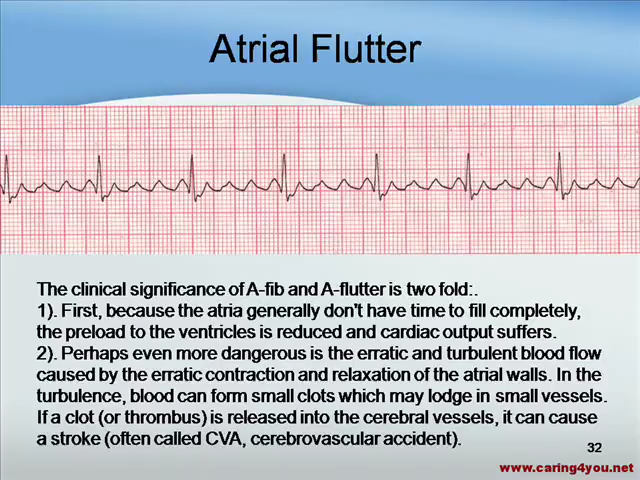 Atrial Flutter
The clinical significance of A-fib and A-flutter is two fold:.
1). First, because the atria generally don't have time to fill completely,
the preload to the ventricles is reduced and cardiac output suffers.
2). Perhaps even more dangerous is the erratic and turbulent blood flow
caused by the erratic contraction and relaxation of the atrial walls. In the
turbulence, blood can form small clots which may lodge in small vessels.
If a clot (or thrombus) is released into the cerebral vessels, it can cause
a stroke (often called CVA, cerebrovascular accident).
32
www.caring4you.net